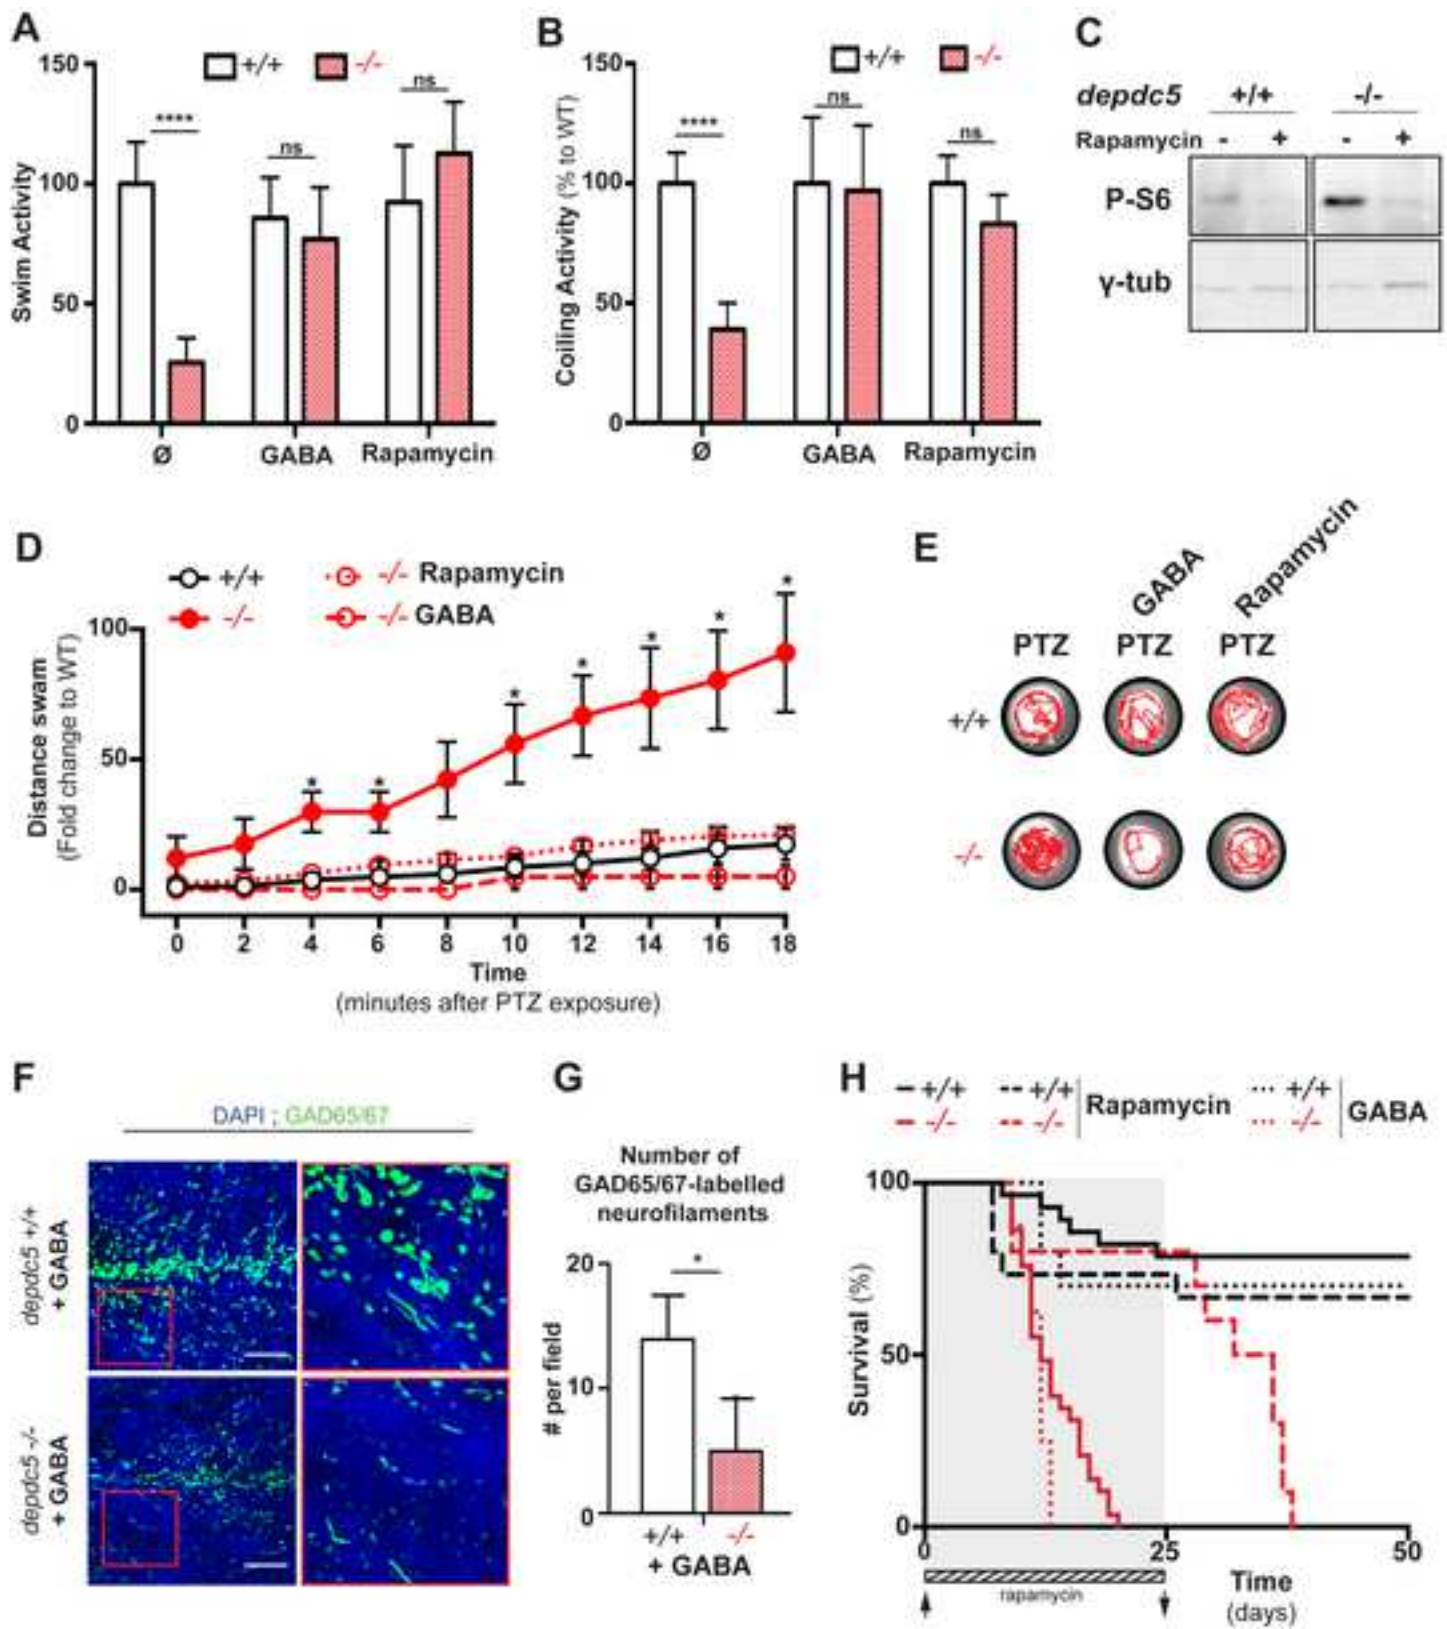 A
150
100
50
0
Swim Activity
+/+ -/-
****
ns
ns
Ø GABA Rapamycin
B
150
100
50
0
Coiling Activity (% to WT)
+/+ -/-
****
ns
ns
Ø GABA Rapamycin
C
depdc5 +/+ -/-
Rapamycin - + - +
P-S6
γ-tub
D
+/+ -/- Rapamycin
-/- -/- GABA
100
50
0
Distance swam
(Fold change to WT)
* * * * * * *
0 2 4 6 8 10 12 14 16 18
Time
(minutes after PTZ exposure)
E
GABA Rapamycin
PTZ PTZ PTZ
+/+
-/-
F
DAPI ; GAD65/67
depdc5 +/+
+ GABA
depdc5 -/-
+ GABA
G
Number of
GAD65/67-labelled
neurofilaments
20
10
0
# per field
*
+/+ -/-
+ GABA
H
+/+ +/+ Rapamycin +/+ GABA
-/- -/- -/-
100
50
0
Survival (%)
0 25 50
rapamycin
Time
(days)